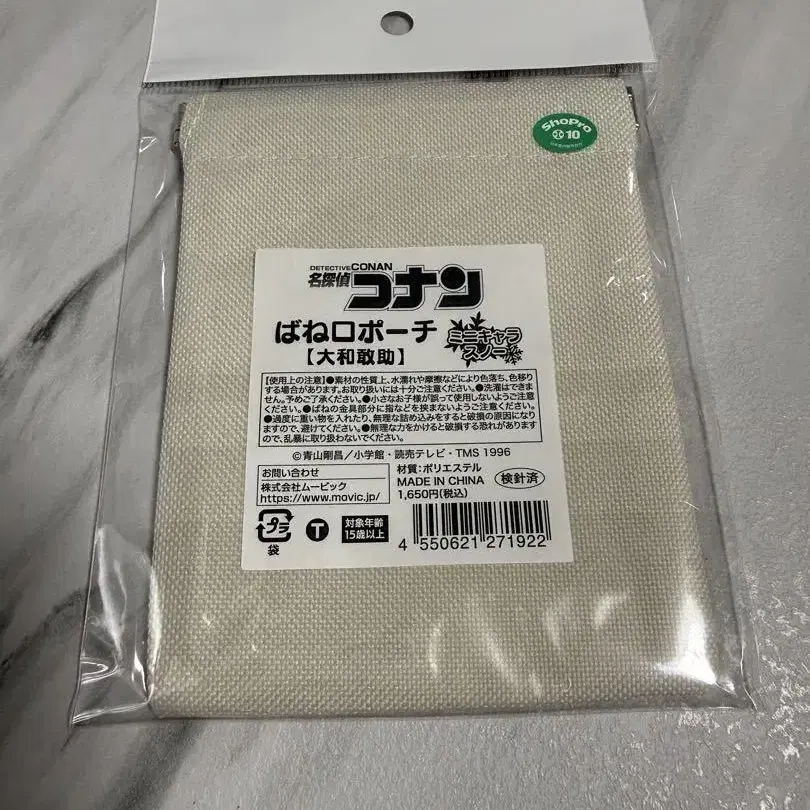 ShoPro
10
DETECTIVE CONAN
名探偵コナン
ばね口ポーチ
【大和敢助】
ミニキャラ
スノー
【使用上の注意】●素材の性質上、水濡れや摩擦などにより色落ち、色移り
する場合があります。お取り扱いには十分ご注意ください。●洗濯はできま
せん。予めご了承ください。●小さなお子様が誤って使用しないようご注意
ください。●ばねの金具部分に指などを挟まないようご注意ください。
●過度に重い物を入れたり、無理な詰め込みをすると破損の原因になり
ますので、避けてください。●無理な力をかけると破損する恐れがあります
ので、乱暴に取り扱わないでください。
©青山剛昌／小学館・読売テレビ・TMS 1996
お問い合わせ
株式会社ムービック
https://www.movic.jp/
材質：ポリエステル
MADE IN CHINA
1,650円(税込)
検針済
プラ
袋
T
対象年齢
15歳以上
4 550621 271922